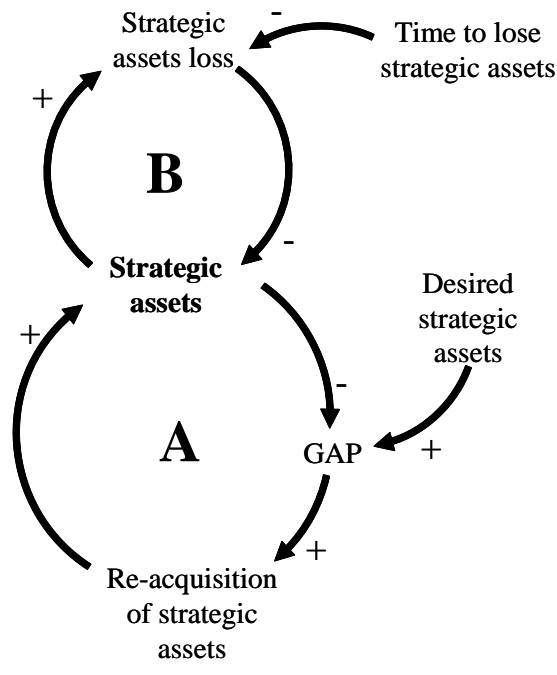 Strategic
assets loss
-
Time to lose
strategic assets
+
B
-
Strategic
assets
Desired
strategic
assets
+
-
A
GAP
+
+
Re-acquisition
of strategic
assets